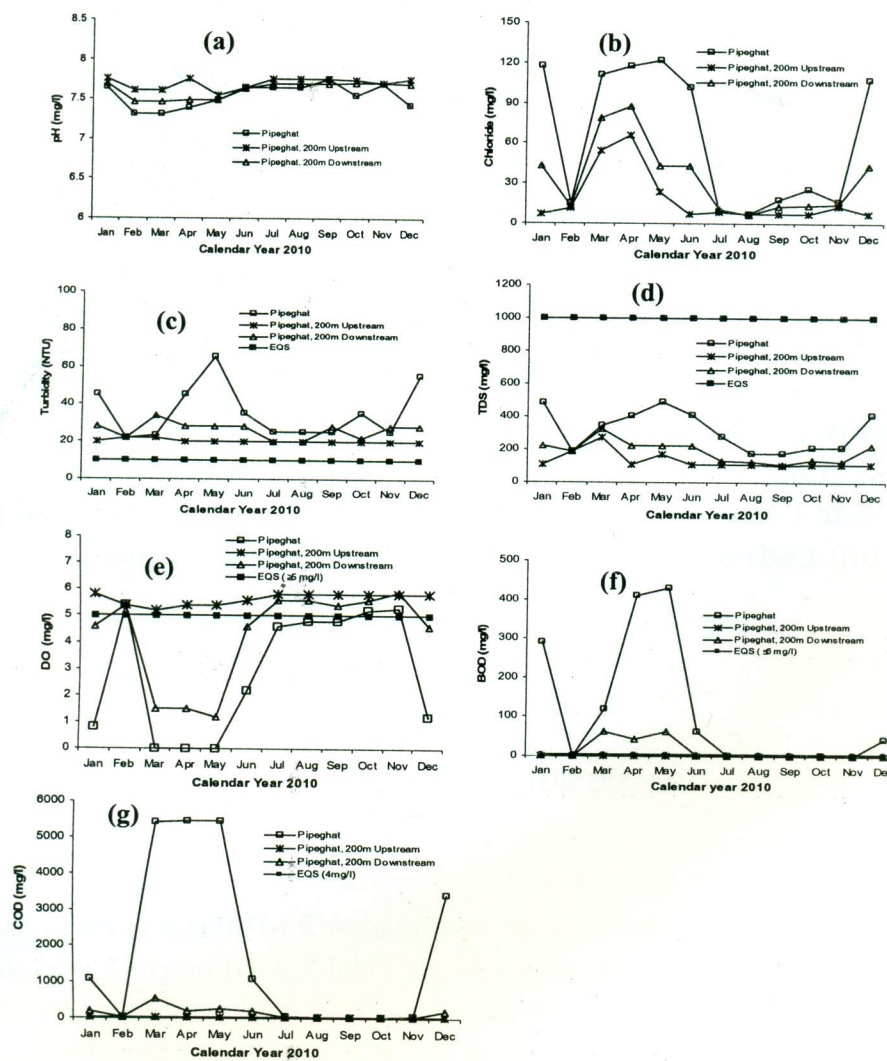 (a)
8
7.5
7
6.5
6
pH (mg/l)
Pipeghat
Pipeghat, 200m Upstream
Pipeghat, 200m Downstream
Jan Feb Mar Apr May Jun Jul Aug Sep Oct Nov Dec
Calendar Year 2010
(b)
150
120
90
60
30
0
Chloride (mg/l)
Pipeghat
Pipeghat, 200m Upstream
Pipeghat, 200m Downstream
Jan Feb Mar Apr May Jun Jul Aug Sep Oct Nov Dec
Calendar Year 2010
(c)
100
80
60
40
20
0
Turbidity (NTU)
Pipeghat
Pipeghat, 200m Upstream
Pipeghat, 200m Downstream
EQS
Jan Feb Mar Apr May Jun Jul Aug Sep Oct Nov Dec
Calendar Year 2010
(d)
1200
1000
800
600
400
200
0
TDS (mg/l)
Pipeghat
Pipeghat, 200m Upstream
Pipeghat, 200m Downstream
EQS
Jan Feb Mar Apr May Jun Jul Aug Sep Oct Nov Dec
Calendar Year 2010
(e)
8
7
6
5
4
3
2
1
0
DO (mg/l)
Pipeghat
Pipeghat, 200m Upstream
Pipeghat, 200m Downstream
EQS ( mg/l)
Jan Feb Mar Apr May Jun Jul Aug Sep Oct Nov Dec
Calendar Year 2010
(f)
500
400
300
200
100
0
BOD (mg/l)
Pipeghat
Pipeghat, 200m Upstream
Pipeghat, 200m Downstream
EQS ( mg/l)
Jan Feb Mar Apr May Jun Jul Aug Sep Oct Nov Dec
Calendar year 2010
(g)
6000
5000
4000
3000
2000
1000
0
COD (mg/l)
Pipeghat
Pipeghat, 200m Upstream
Pipeghat, 200m Downstream
EQS (4mg/l)
Jan Feb Mar Apr May Jun Jul Aug Sep Oct Nov Dec
Calendar Year 2010